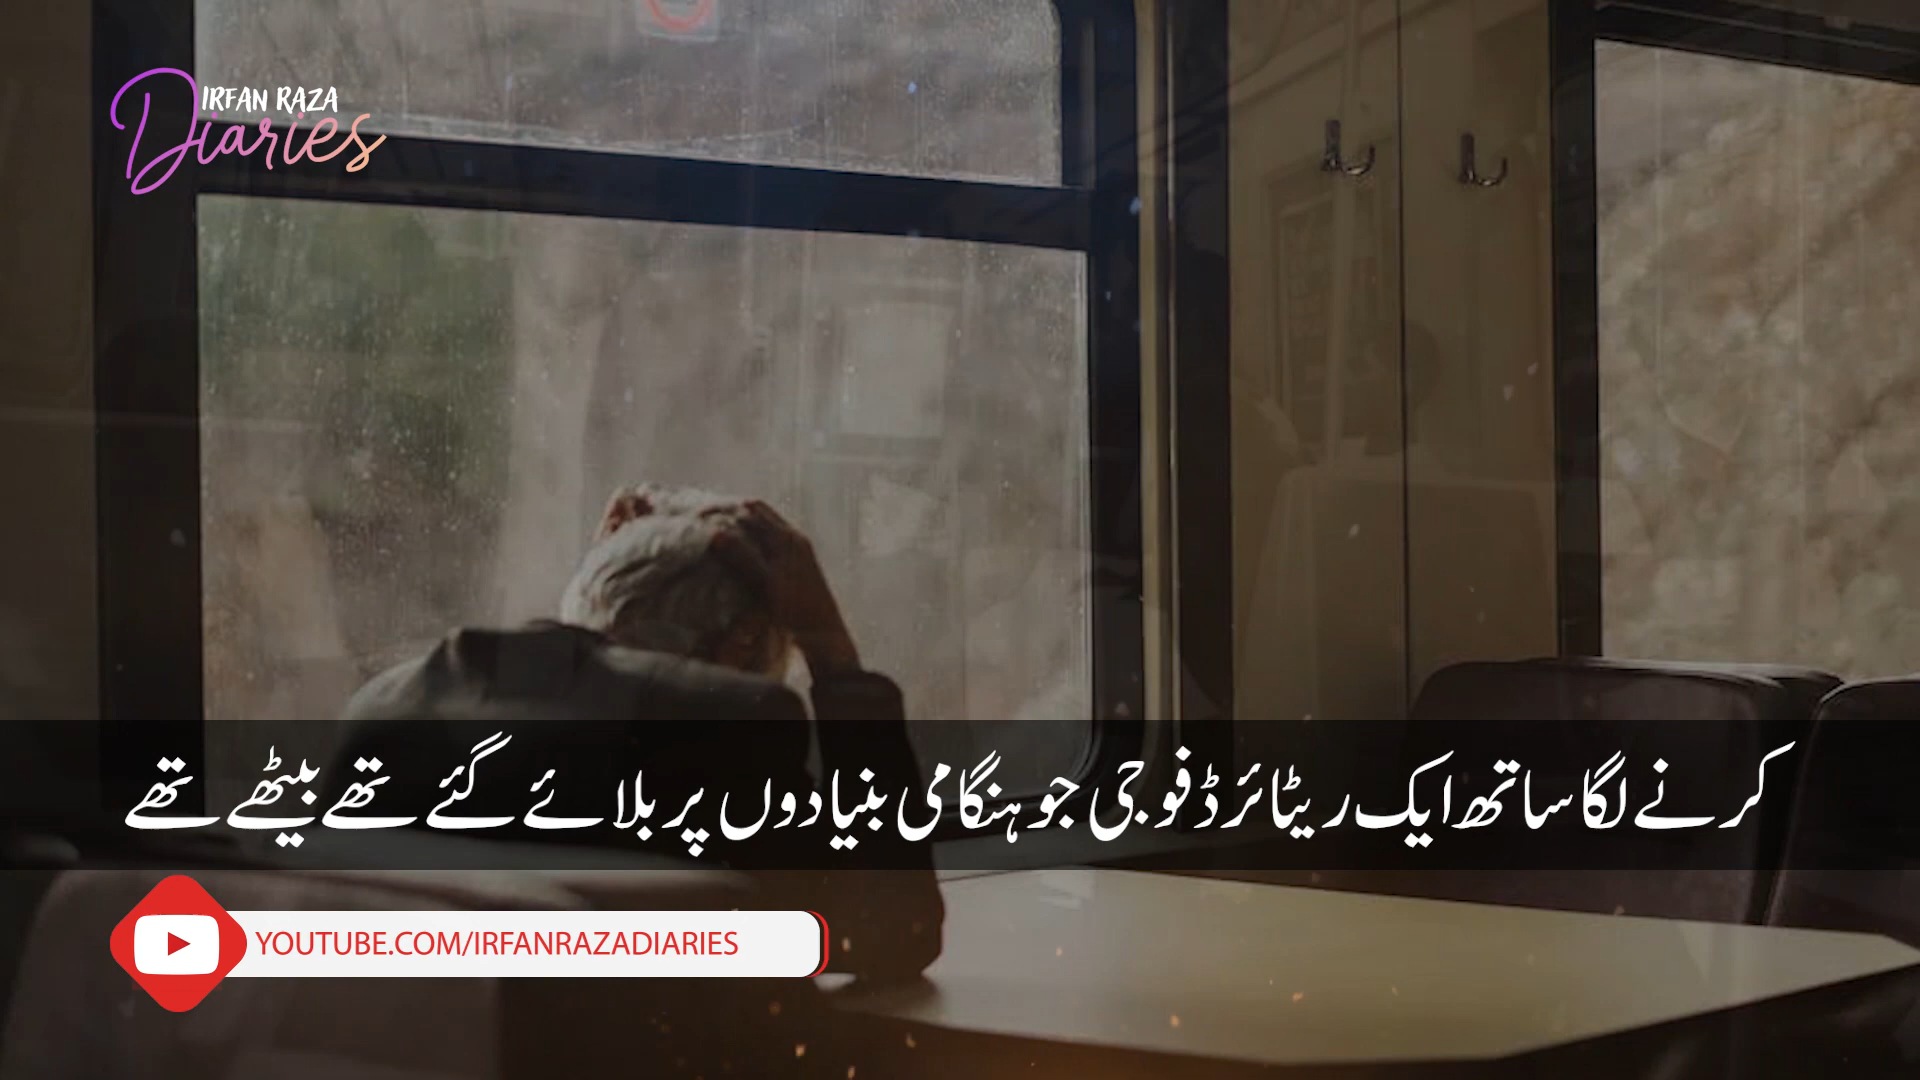 IRFAN RAZA
Diaries
کرنے لگا ساتھ ایک ریٹائرڈ فوجی جو ہنگامی بنیادوں پر بلائے گئے تھے بیٹھے تھے
YOUTUBE.COM/IRFANRAZADIARIES